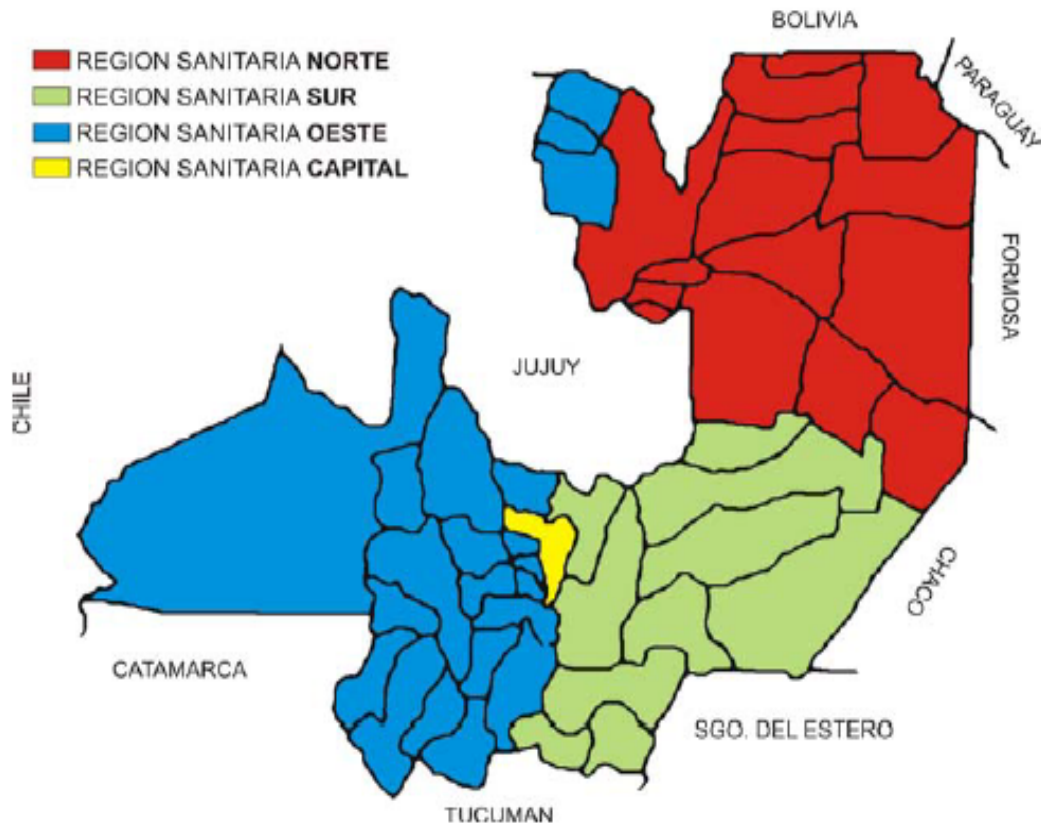 BOLIVIA
REGION SANITARIA NORTE
REGION SANITARIA SUR
REGION SANITARIA OESTE
REGION SANITARIA CAPITAL
PARAGUAY
FORMOSA
JUJUY
CHILE
CHACO
CATAMARCA
SGO. DEL ESTERO
TUCUMAN